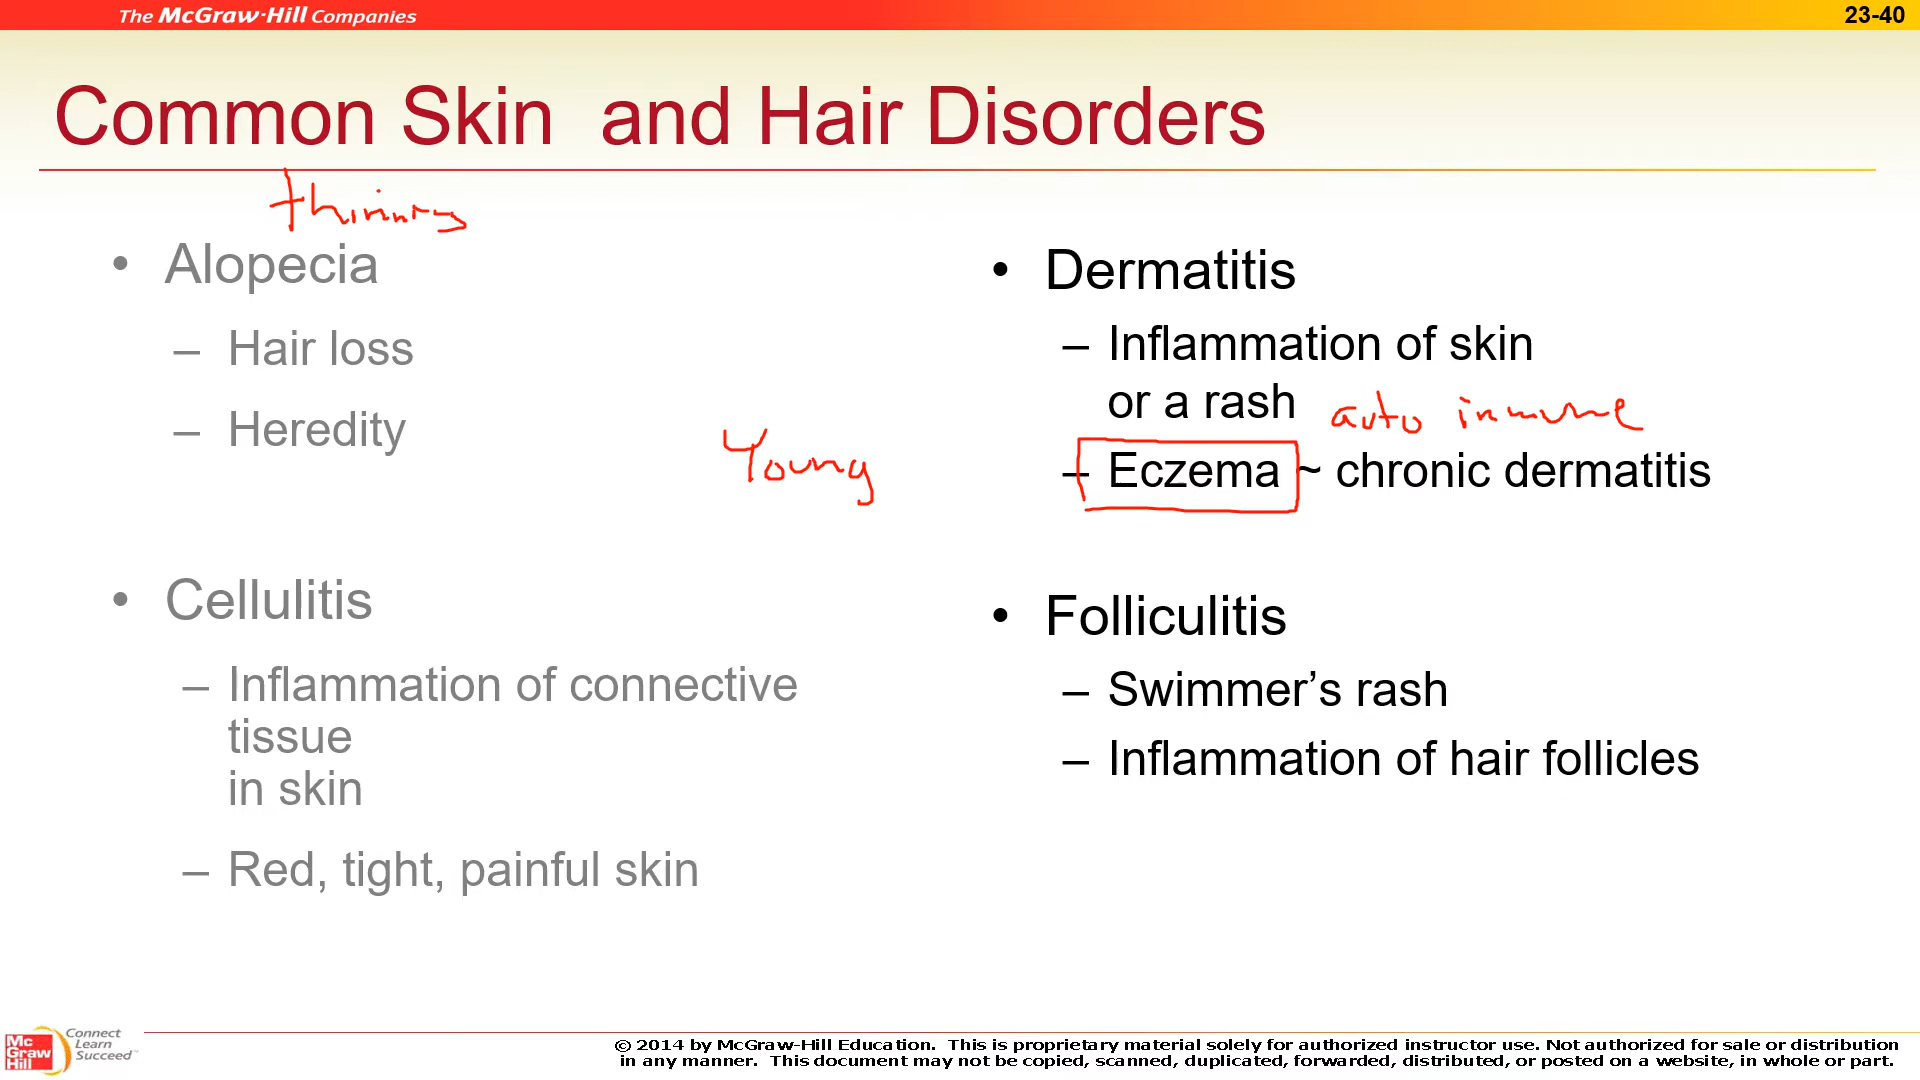 The McGraw-Hill Companies
23-40
Common Skin and Hair Disorders
thinning
• Alopecia
– Hair loss
– Heredity
Young
• Cellulitis
– Inflammation of connective
tissue
in skin
– Red, tight, painful skin
• Dermatitis
– Inflammation of skin
or a rash
auto immune
– Eczema ~ chronic dermatitis
• Folliculitis
– Swimmer’s rash
– Inflammation of hair follicles
Mc
Graw
Hill
Connect
Learn
Succeed™
© 2014 by McGraw-Hill Education. This is proprietary material solely for authorized instructor use. Not authorized for sale or distribution
in any manner. This document may not be copied, scanned, duplicated, forwarded, distributed, or posted on a website, in whole or part.